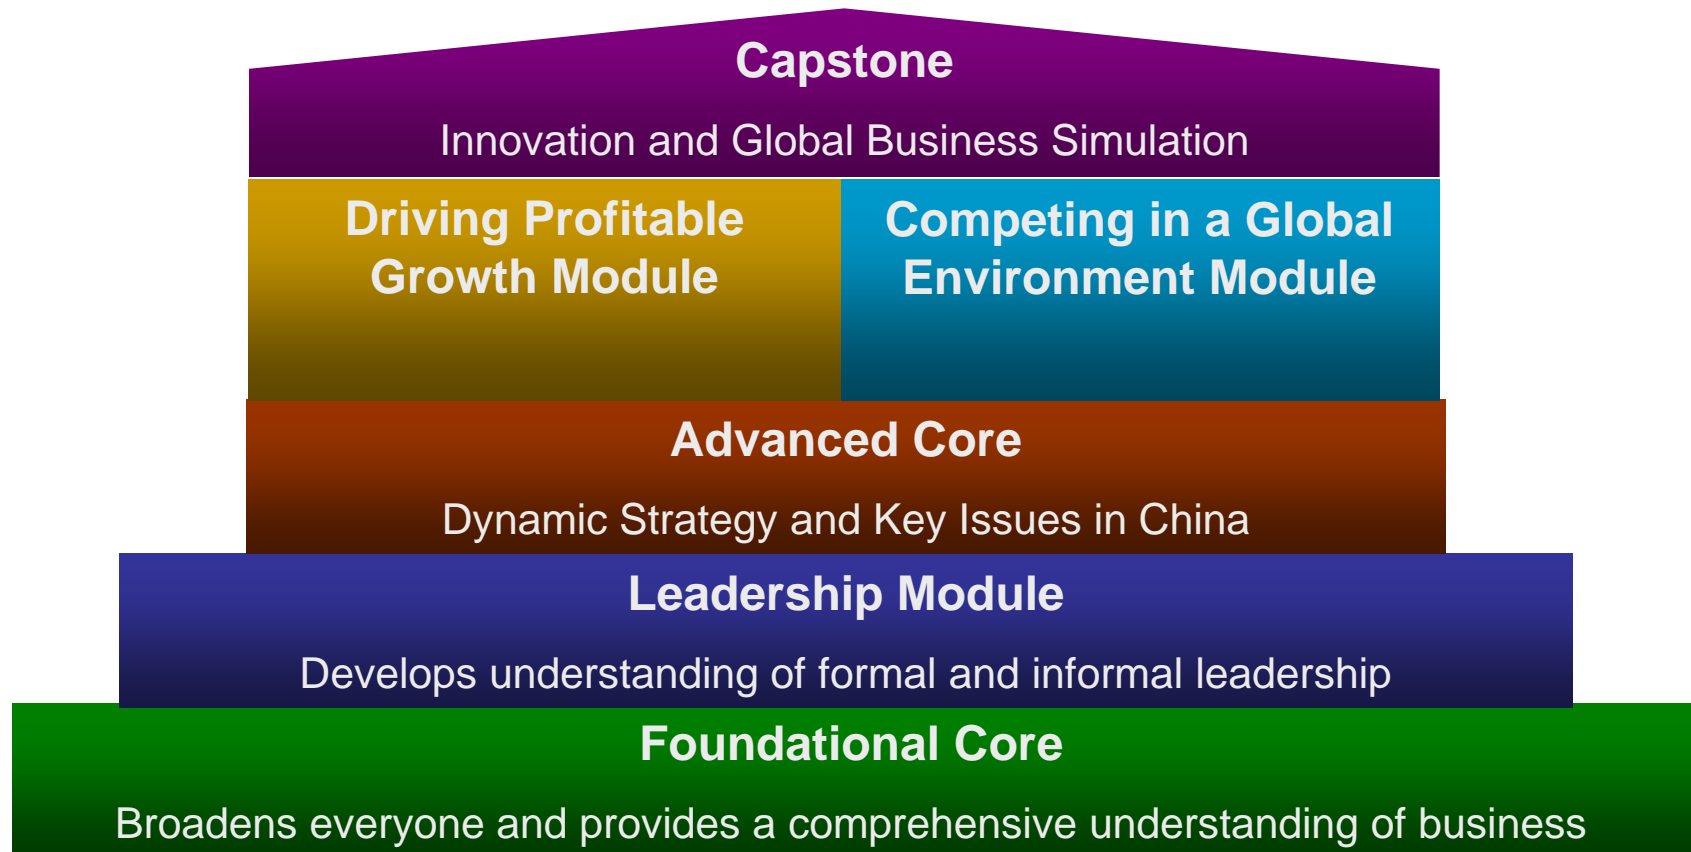 Capstone
Innovation and Global Business Simulation
Driving Profitable
Growth Module
Competing in a Global
Environment Module
Advanced Core
Dynamic Strategy and Key Issues in China
Leadership Module
Develops understanding of formal and informal leadership
Foundational Core
Broadens everyone and provides a comprehensive understanding of business